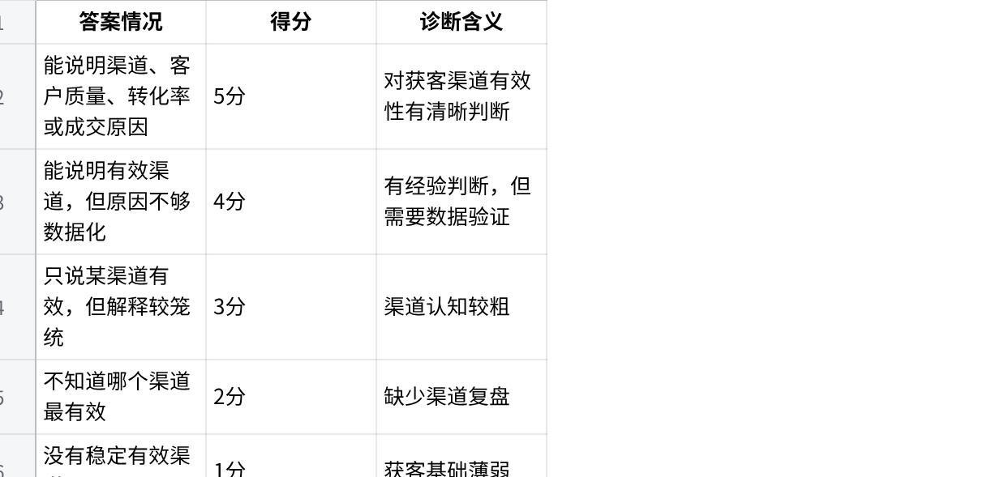 答案情况 得分 诊断含义
能说明渠道、客
户质量、转化率
或成交原因
5分
对获客渠道有效
性有清晰判断
能说明有效渠
道，但原因不够
数据化
4分
有经验判断，但
需要数据验证
只说某渠道有
效，但解释较笼
统
3分
渠道认知较粗
不知道哪个渠道
最有效
2分
缺少渠道复盘
没有稳定有效渠
1分
获客基础薄弱